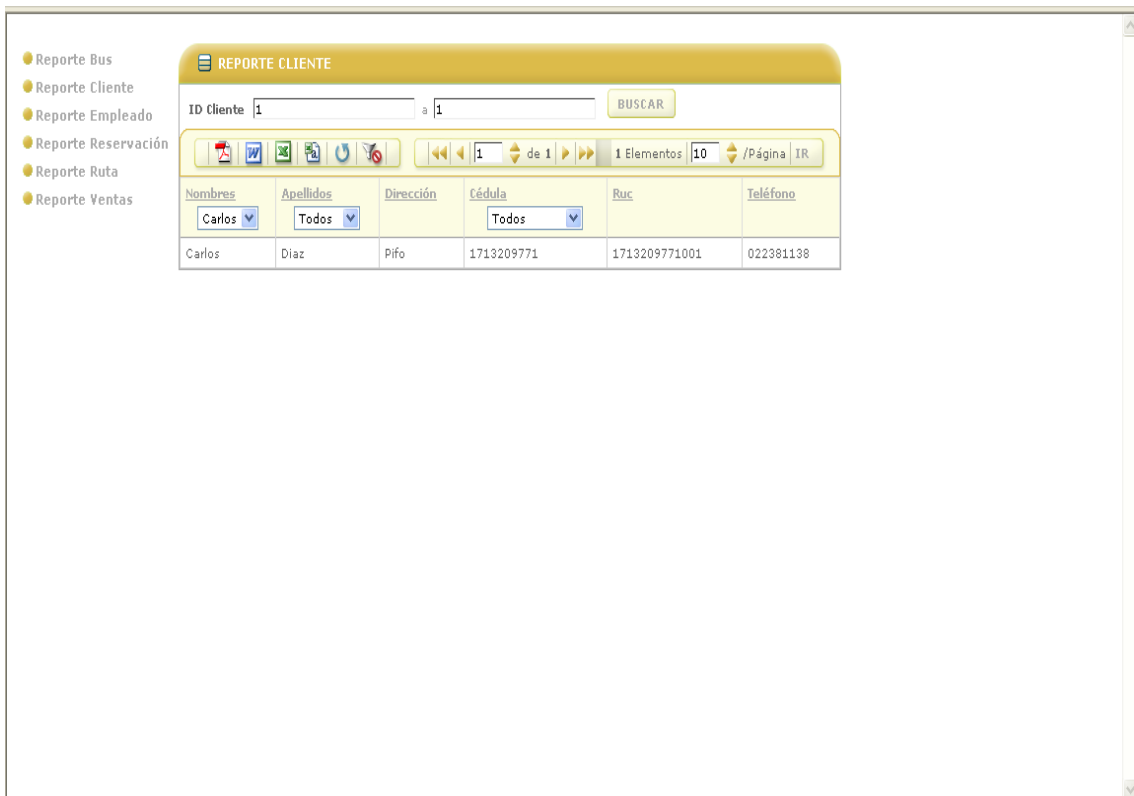 Reporte Bus
Reporte Cliente
Reporte Empleado
Reporte Reservación
Reporte Ruta
Reporte Ventas
REPORTE CLIENTE
ID Cliente 1 a 1 BUSCAR
1 de 1 1 Elementos 10 /Página IR
Nombres Apellidos Dirección Cédula Ruc Teléfono
Carlos Todos Todos
Carlos Diaz Pifo 1713209771 1713209771001 022381138